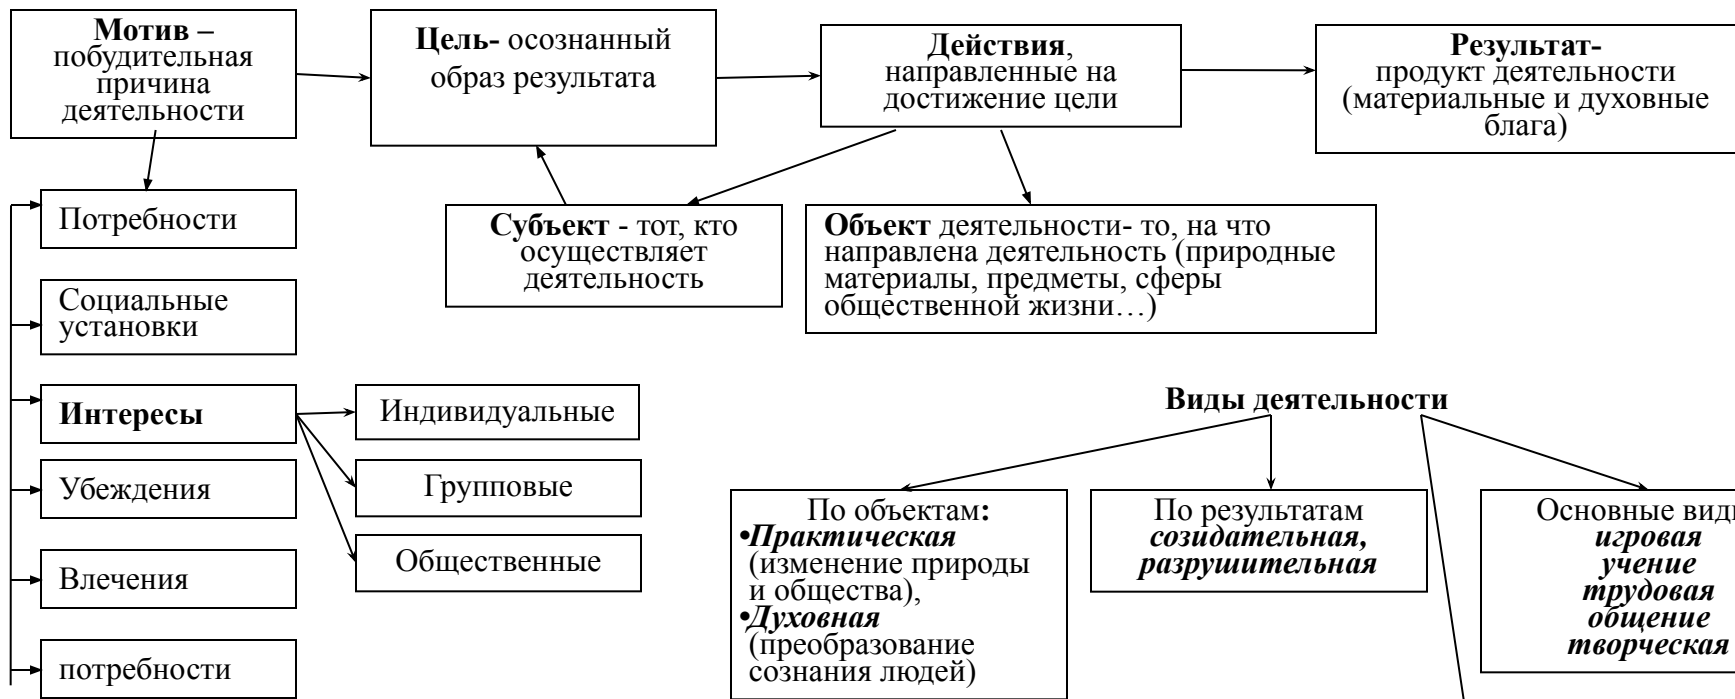 Мотив –
побудительная
причина
деятельности
Цель- осознанный
образ результата
Действия,
направленные на
достижение цели
Результат-
продукт деятельности
(материальные и духовные
блага)
Потребности
Субъект - тот, кто
осуществляет
деятельность
Объект деятельности- то, на что
направлена деятельность (природные
материалы, предметы, сферы
общественной жизни…)
Социальные
установки
Интересы
Индивидуальные
Групповые
Общественные
Убеждения
Влечения
потребности
Виды деятельности
По объектам:
•Практическая
(изменение природы
и общества),
•Духовная
(преобразование
сознания людей)
По результатам
созидательная,
разрушительная
Основные
игровая
учение
трудовая
общение
творческая